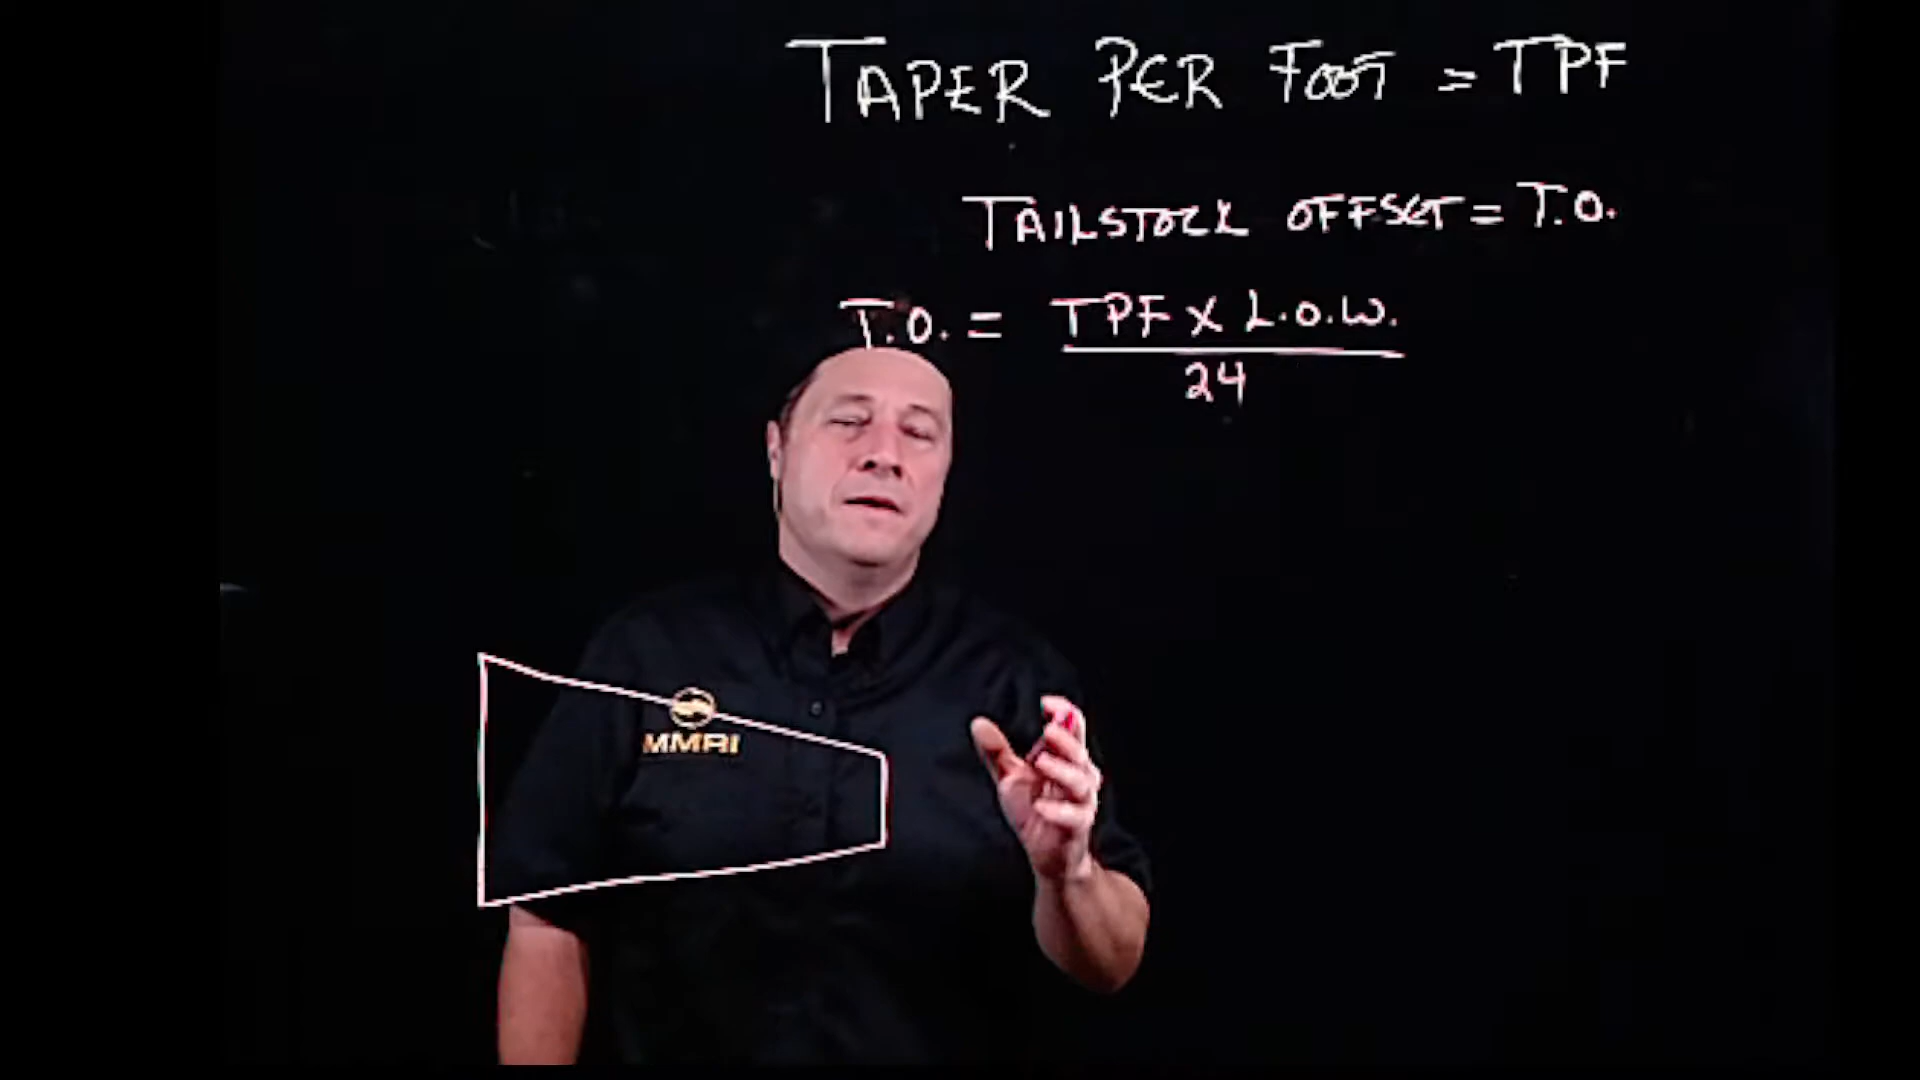 TAPER PER FOOT = TPF
TAILSTOCK OFFSET = T.O.
T.O. = TPF X L.O.W.
24
MMRI